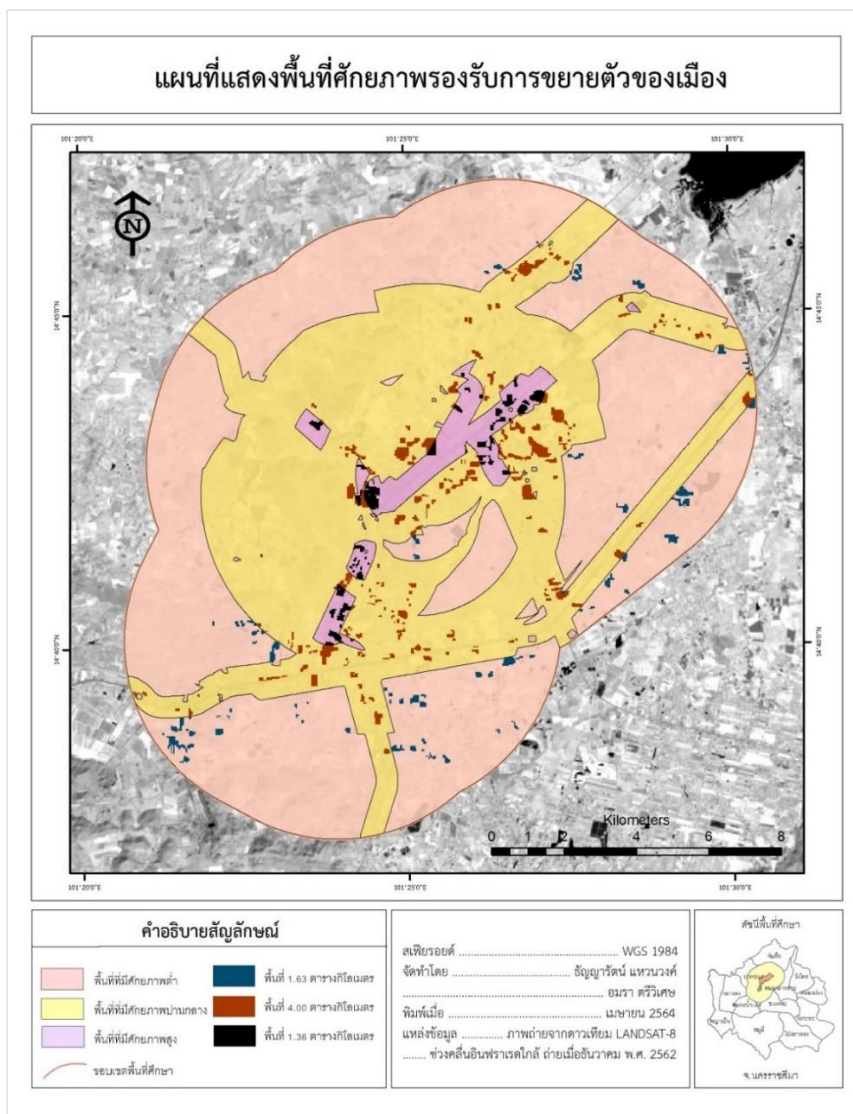 แผนที่แสดงพื้นที่ศักยภาพรองรับการขยายตัวของเมือง
101°20'0"E 101°25'0"E 101°30'0"E
N
14°45'0"N 14°45'0"N
14°40'0"N 14°40'0"N
Kilometers
0 1 2 4 6 8
101°20'0"E 101°25'0"E 101°30'0"E
คำอธิบายสัญลักษณ์
พื้นที่ที่มีศักยภาพต่ำ
พื้นที่ที่มีศักยภาพปานกลาง
พื้นที่ที่มีศักยภาพสูง
ขอบเขตพื้นที่ศึกษา
พื้นที่ 1.63 ตารางกิโลเมตร
พื้นที่ 4.00 ตารางกิโลเมตร
พื้นที่ 1.36 ตารางกิโลเมตร
สเฟียรอยด์ ........ WGS 1984
จัดทำโดย ........ ธัญญารัตน์ แหวนวงค์
........ อมรา ตริวิเศษ
พิมพ์เมื่อ ........ เมษายน 2564
แหล่งข้อมูล ........ ภาพถ่ายจากดาวเทียม LANDSAT-8
........ ช่วงคลื่นอินฟราเรดใกล้ ถ่ายเมื่อธันวาคม พ.ศ. 2562
ดัชนีพื้นที่ศึกษา
จ.นครราชสีมา